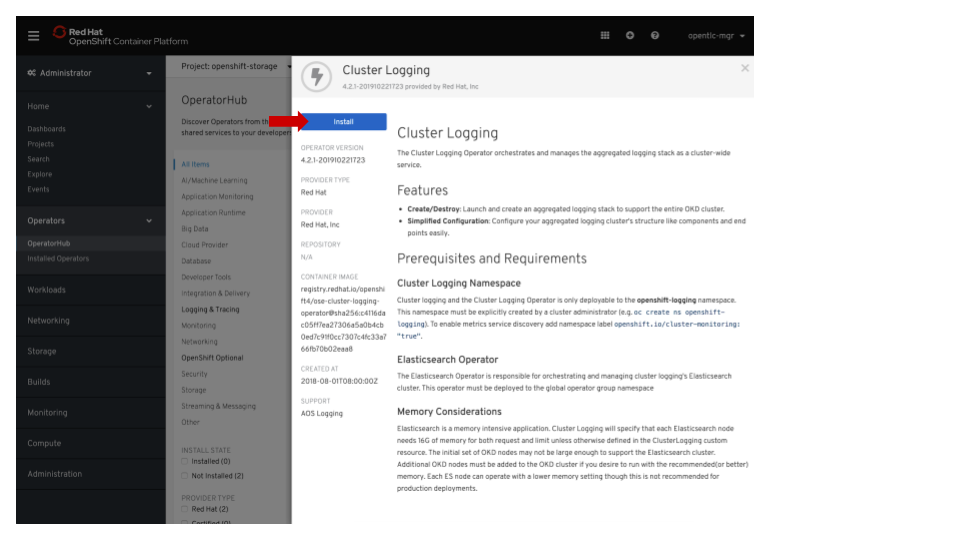 Red Hat
OpenShift Container Platform
opentlc-mgr
Administrator
Home
Dashboards
Projects
Search
Explore
Events
Operators
OperatorHub
Installed Operators
Workloads
Networking
Storage
Builds
Monitoring
Compute
Administration
Project: openshift-storage
OperatorHub
Discover Operators from th
shared services to your developers
All Items
AI/Machine Learning
Application Monitoring
Application Runtime
Big Data
Cloud Provider
Database
Developer Tools
Integration & Delivery
Logging & Tracing
Monitoring
Networking
OpenShift Optional
Security
Storage
Streaming & Messaging
Other
INSTALL STATE
Installed (0)
Not Installed (2)
PROVIDER TYPE
Red Hat (2)
Certified (0)
Cluster Logging
4.2.1-201910221723 provided by Red Hat, Inc
Install
OPERATOR VERSION
4.2.1-201910221723
PROVIDER TYPE
Red Hat
PROVIDER
Red Hat, Inc
REPOSITORY
N/A
CONTAINER IMAGE
registry.redhat.io/openshi
ft4/ose-cluster-logging-
operator@sha256:c4116da
c05ff7ea27306a5a0b4cb
0ed7c91f0cc7307c4fc33a7
66fb70b02eaa8
CREATED AT
2018-08-01T08:00:00Z
SUPPORT
AOS Logging
Cluster Logging
The Cluster Logging Operator orchestrates and manages the aggregated logging stack as a cluster-wide
service.
Features
• Create/Destroy: Launch and create an aggregated logging stack to support the entire OKD cluster.
• Simplified Configuration: Configure your aggregated logging cluster's structure like components and end
points easily.
Prerequisites and Requirements
Cluster Logging Namespace
Cluster logging and the Cluster Logging Operator is only deployable to the openshift-logging namespace.
This namespace must be explicitly created by a cluster administrator (e.g. oc create ns openshift-
logging). To enable metrics service discovery add namespace label openshift.io/cluster-monitoring:
"true".
Elasticsearch Operator
The Elasticsearch Operator is responsible for orchestrating and managing cluster logging's Elasticsearch
cluster. This operator must be deployed to the global operator group namespace
Memory Considerations
Elasticsearch is a memory intensive application. Cluster Logging will specify that each Elasticsearch node
needs 16G of memory for both request and limit unless otherwise defined in the ClusterLogging custom
resource. The initial set of OKD nodes may not be large enough to support the Elasticsearch cluster.
Additional OKD nodes must be added to the OKD cluster if you desire to run with the recommended(or better)
memory. Each ES node can operate with a lower memory setting though this is not recommended for
production deployments.